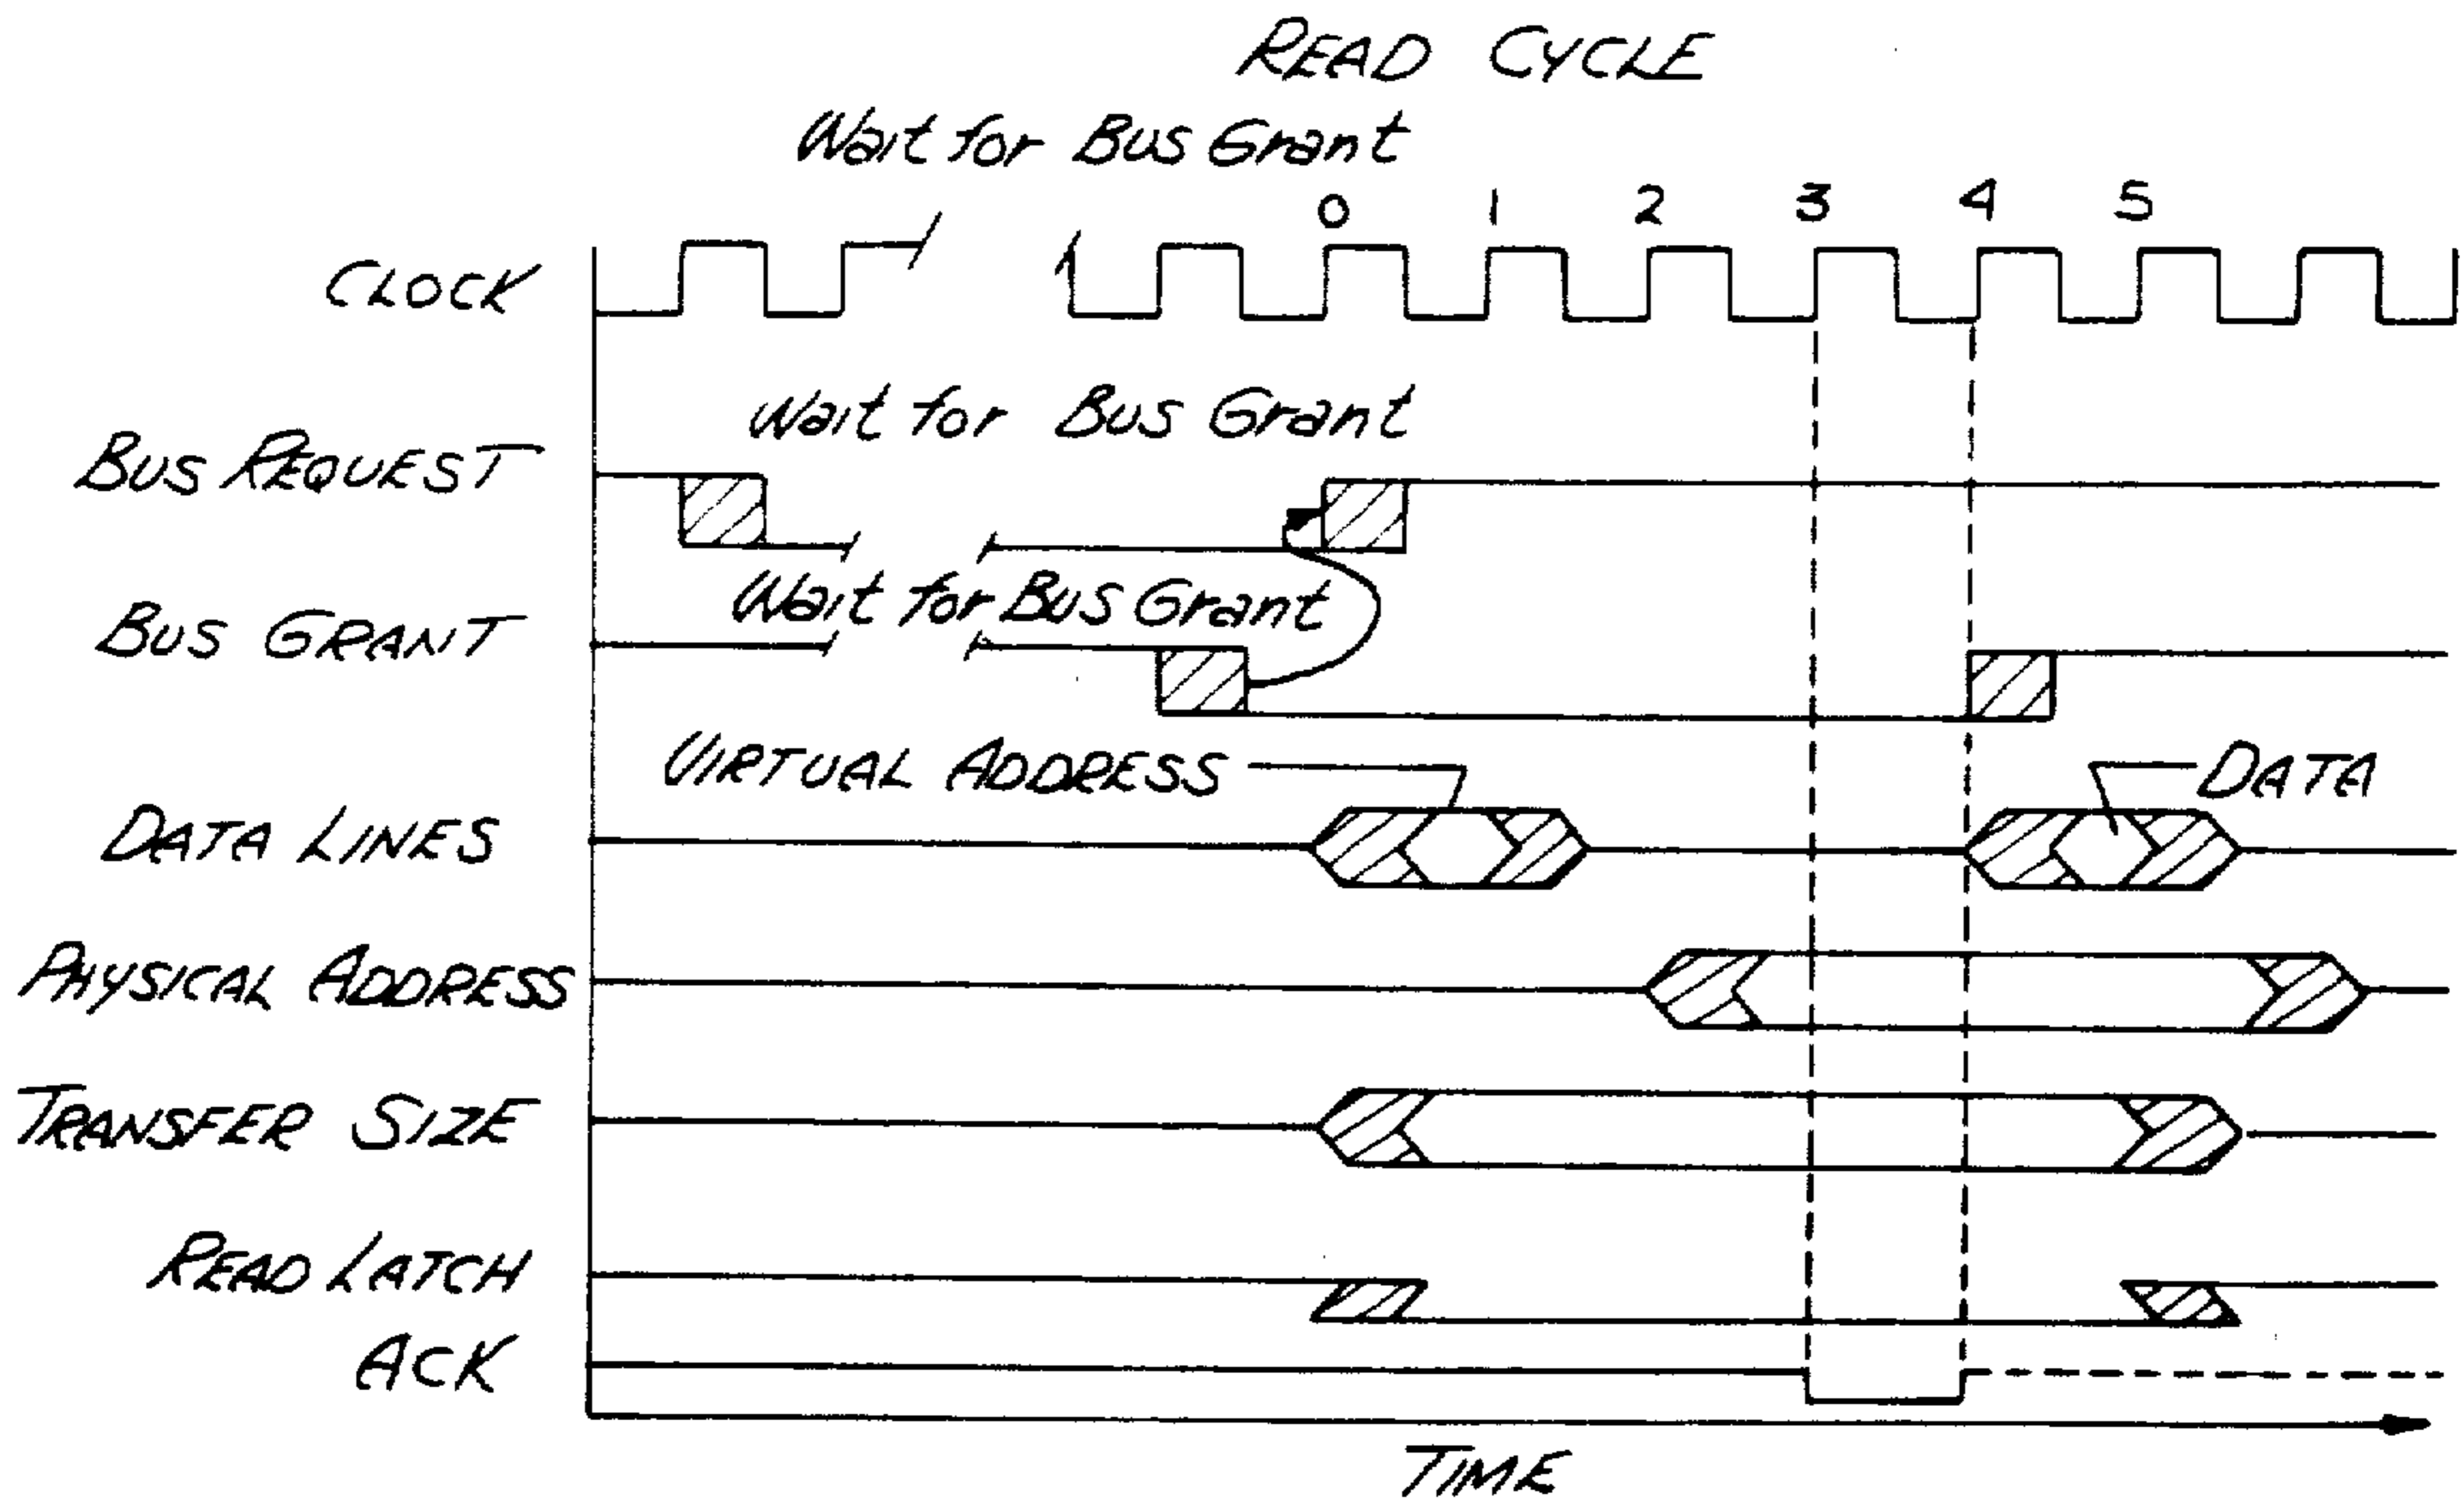 READ CYCLE
Wait for Bus Grant
0 1 2 3 4 5
CLOCK
Wait for Bus Grant
BUS REQUEST
Wait for Bus Grant
BUS GRANT
VIRTUAL ADDRESS
DATA
DATA LINES
PHYSICAL ADDRESS
TRANSFER SIZE
READ LATCH
ACK
TIME